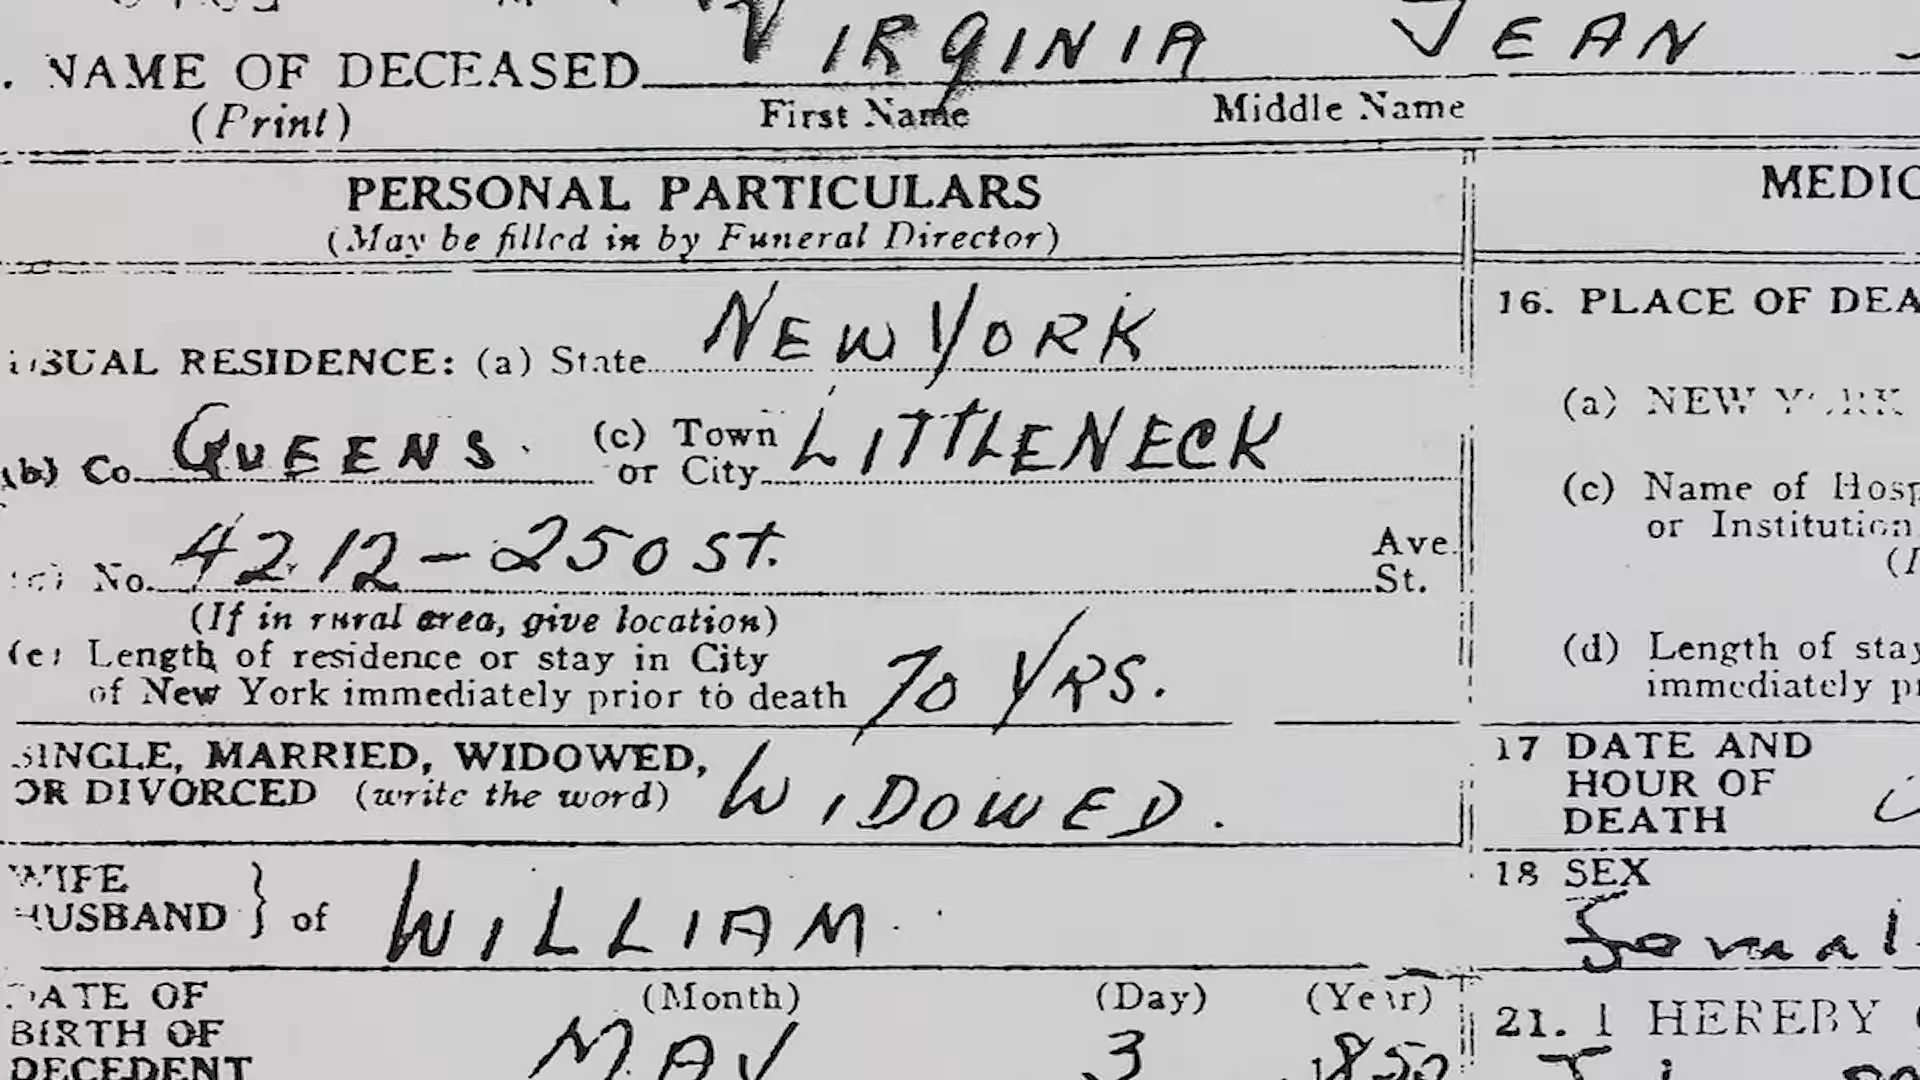 VIRGINIA JEAN
. NAME OF DECEASED
(Print) First Name Middle Name
PERSONAL PARTICULARS
(May be filled in by Funeral Director)
USUAL RESIDENCE: (a) State NEW YORK
(b) Co. QUEENS. (c) Town or City LITTLENECK
No. 4212-250 St. Ave. St.
(If in rural area, give location)
(e) Length of residence or stay in City
of New York immediately prior to death 70 YRS.
SINGLE, MARRIED, WIDOWED,
OR DIVORCED (write the word) WIDOWED.
WIFE
HUSBAND } of WILLIAM
DATE OF (Month) (Day) (Year)
BIRTH OF MAY 3 1850
DECEDENT
MEDIC
16. PLACE OF DEA
(a) NEW YORK
(c) Name of Hosp
or Institution
(d) Length of stay
immediately pr
17 DATE AND
HOUR OF
DEATH
18 SEX
Femal
21. I HEREBY